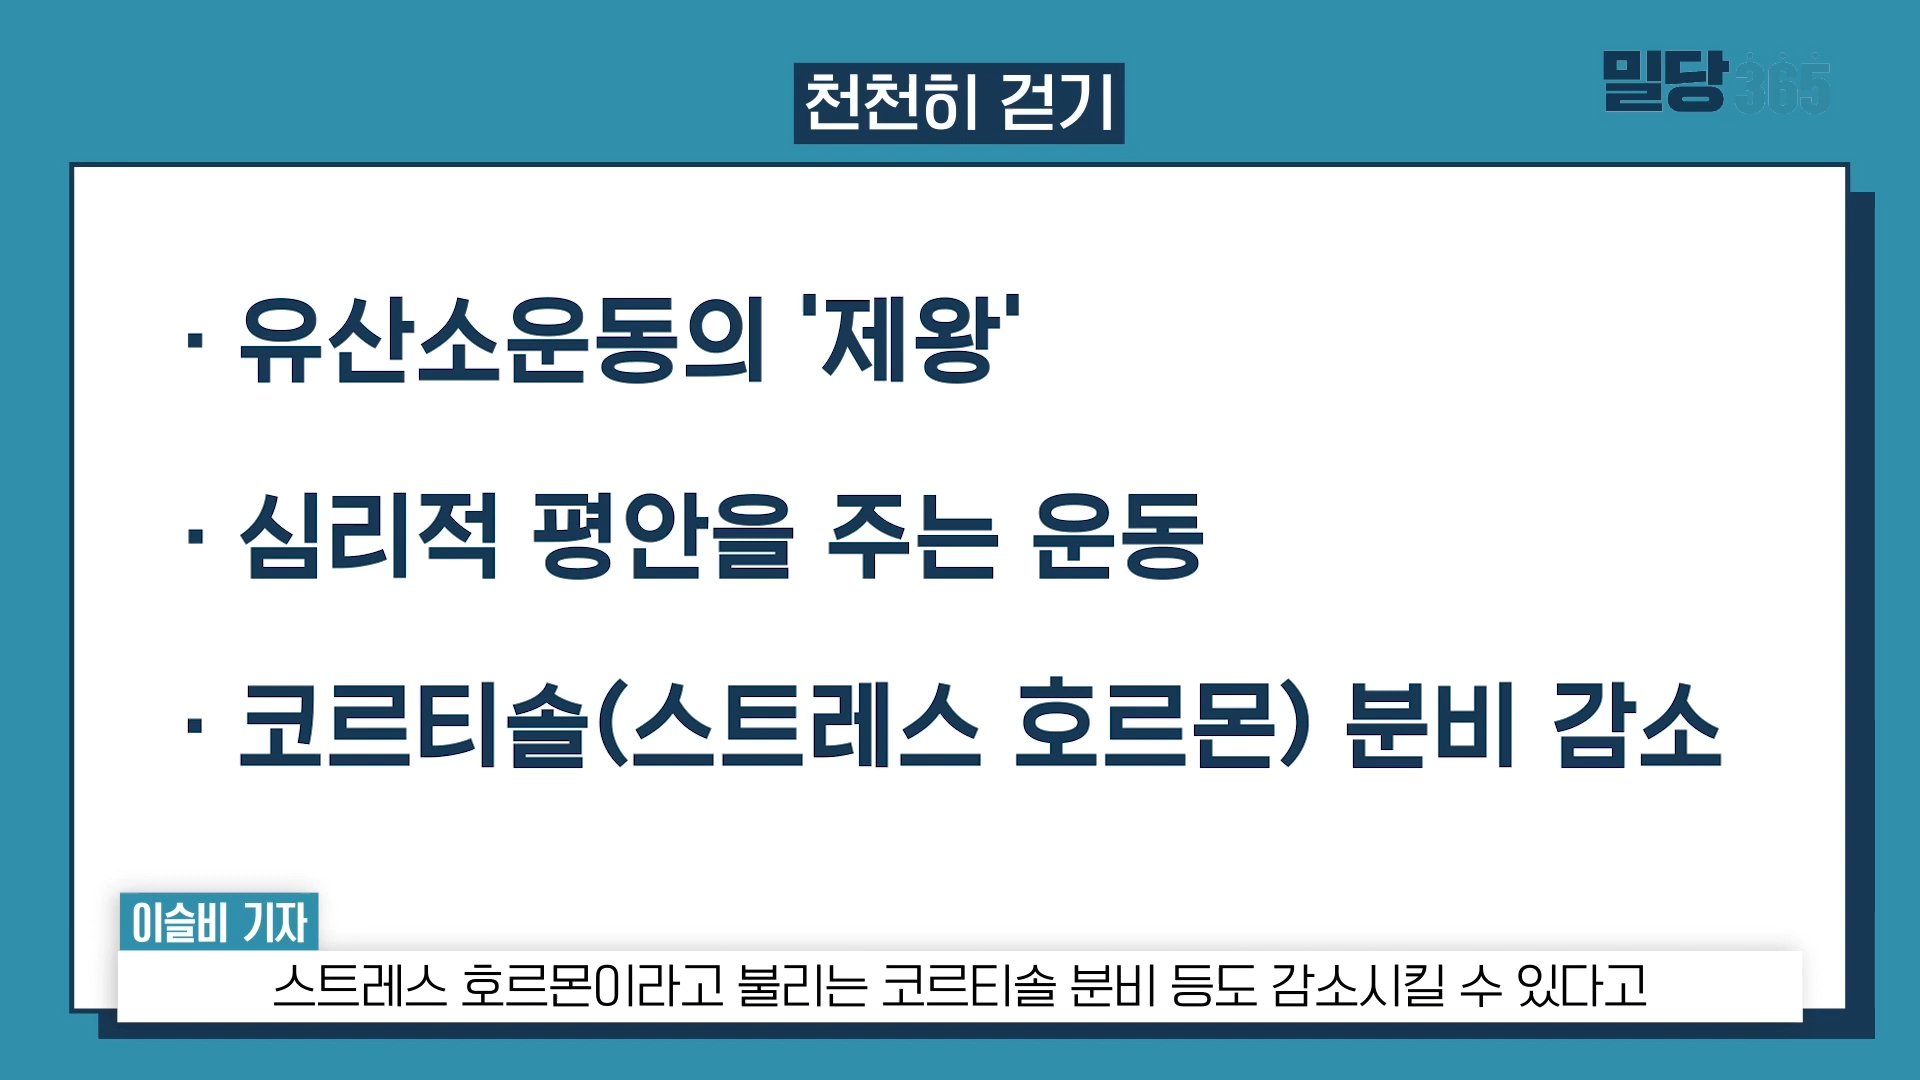 천천히 걷기
밀당365
· 유산소운동의 '제왕'
· 심리적 평안을 주는 운동
· 코르티솔(스트레스 호르몬) 분비 감소
이슬비 기자
스트레스 호르몬이라고 불리는 코르티솔 분비 등도 감소시킬 수 있다고